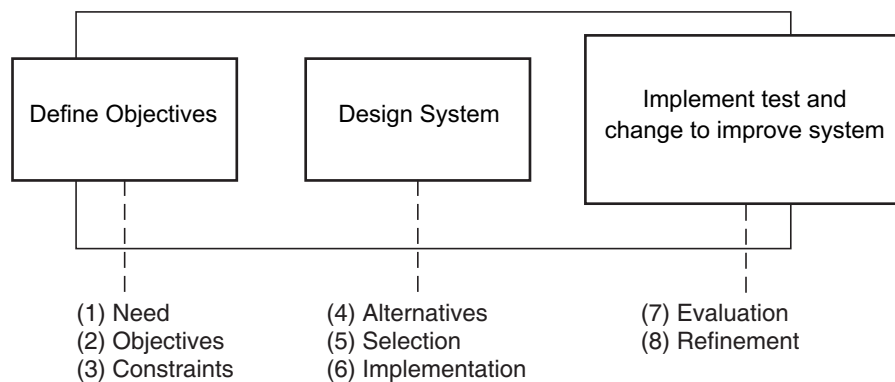 Define Objectives
Design System
Implement test and
change to improve system
(1) Need
(2) Objectives
(3) Constraints
(4) Alternatives
(5) Selection
(6) Implementation
(7) Evaluation
(8) Refinement